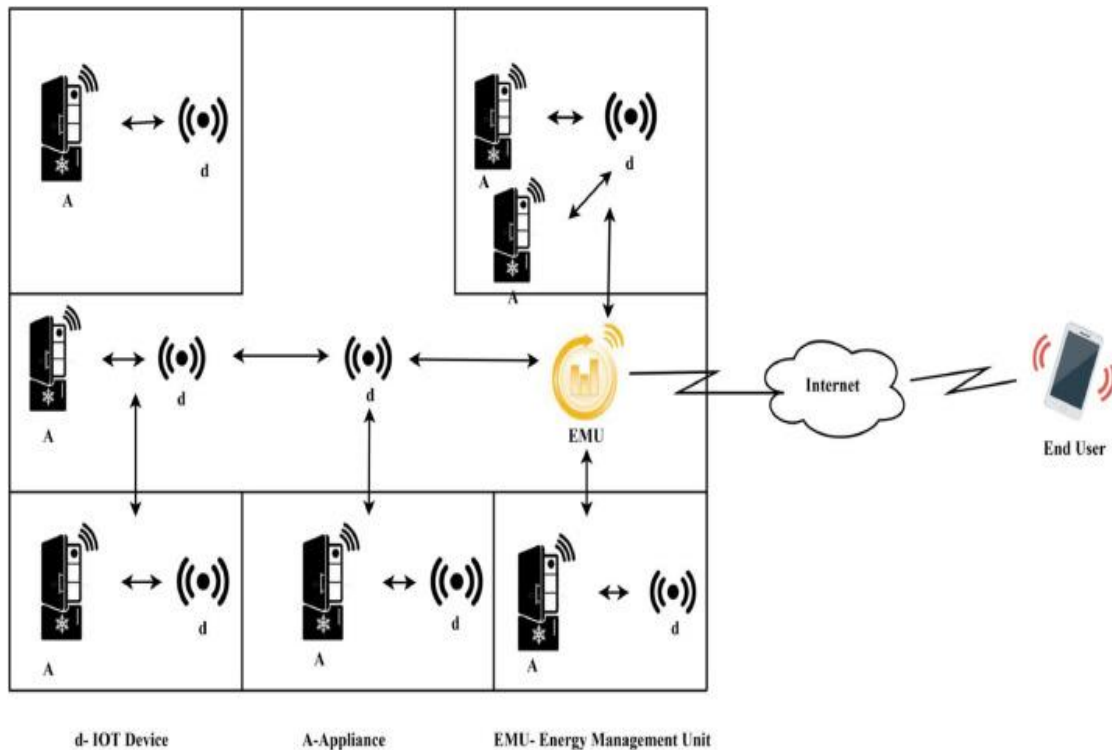 A
d
A
d
A
A
d
d
EMU
Internet
End User
A
d
A
d
A
d
d- IOT Device
A-Appliance
EMU- Energy Management Unit